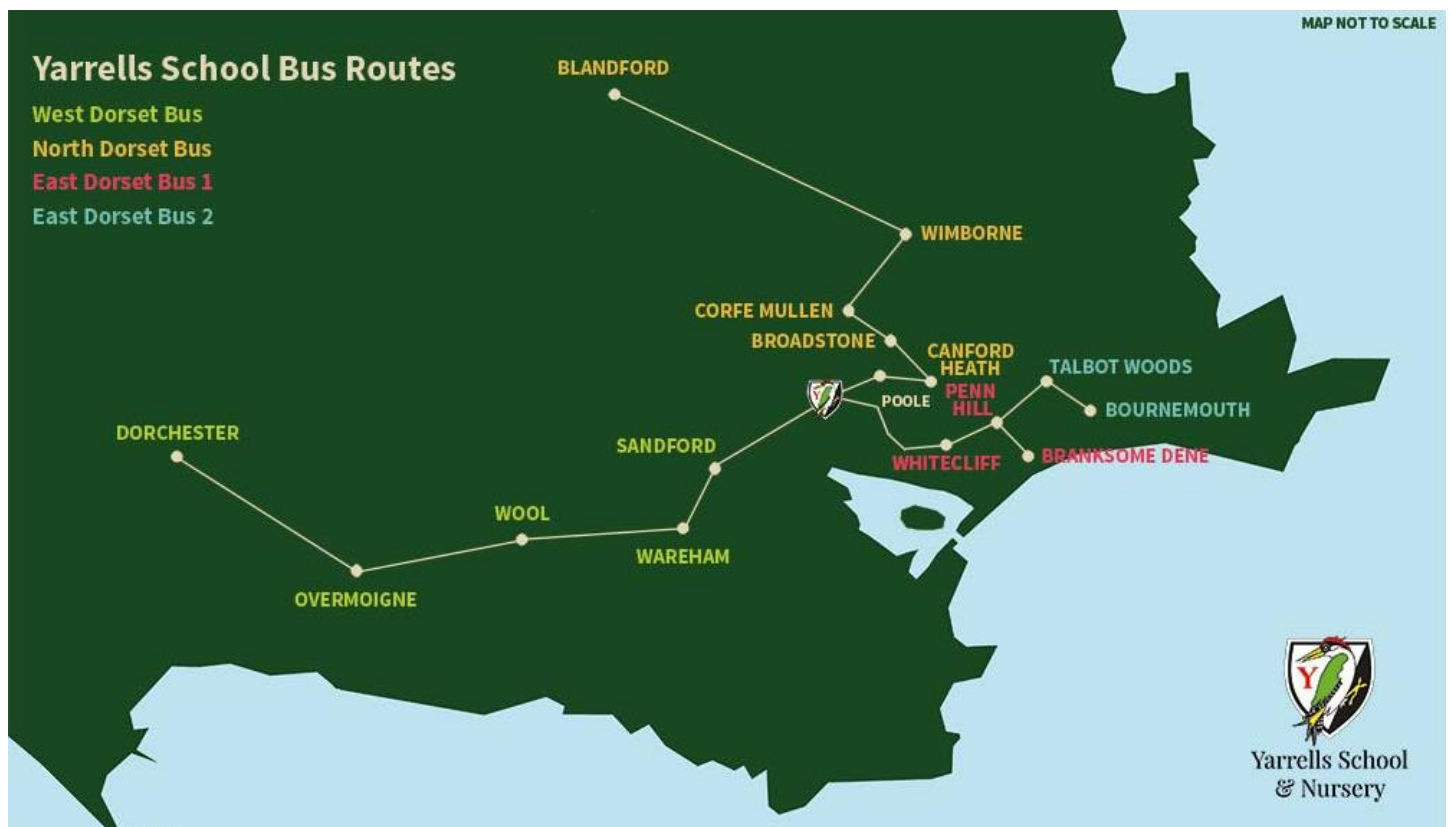 MAP NOT TO SCALE
Yarrells School Bus Routes
West Dorset Bus
North Dorset Bus
East Dorset Bus 1
East Dorset Bus 2
BLANDFORD
WIMBORNE
CORFE MULLEN
BROADSTONE
CANFORD
HEATH
TALBOT WOODS
PENN
HILL
POOLE
BOURNEMOUTH
DORCHESTER
SANDFORD
WHITECLIFF
BRANKSOME DENE
WOOL
WAREHAM
OVERMOIGNE
Y
Yarrells School
& Nursery